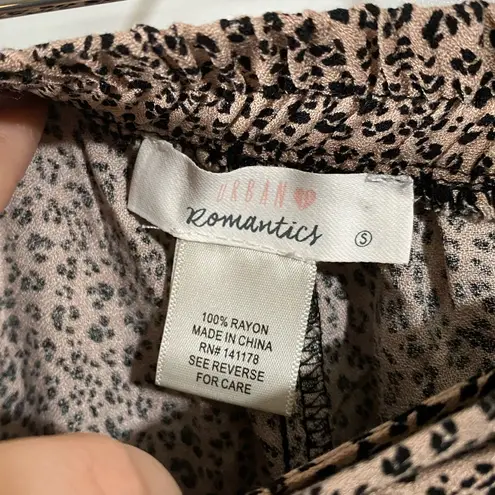 URBAN
Romantics
S
100% RAYON
MADE IN CHINA
RN# 141178
SEE REVERSE
FOR CARE